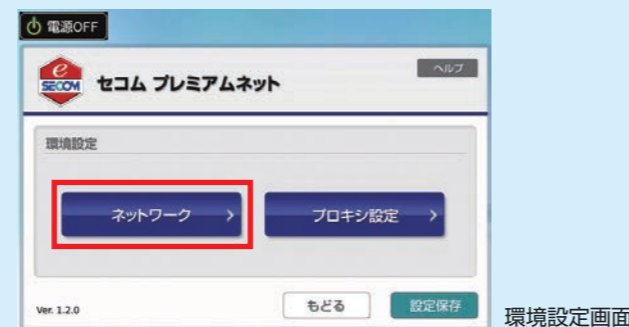 電源OFF
e
SECOM
セコム プレミアムネット
ヘルプ
環境設定
ネットワーク >
プロキシ設定 >
Ver. 1.2.0
もどる
設定保存
環境設定画面